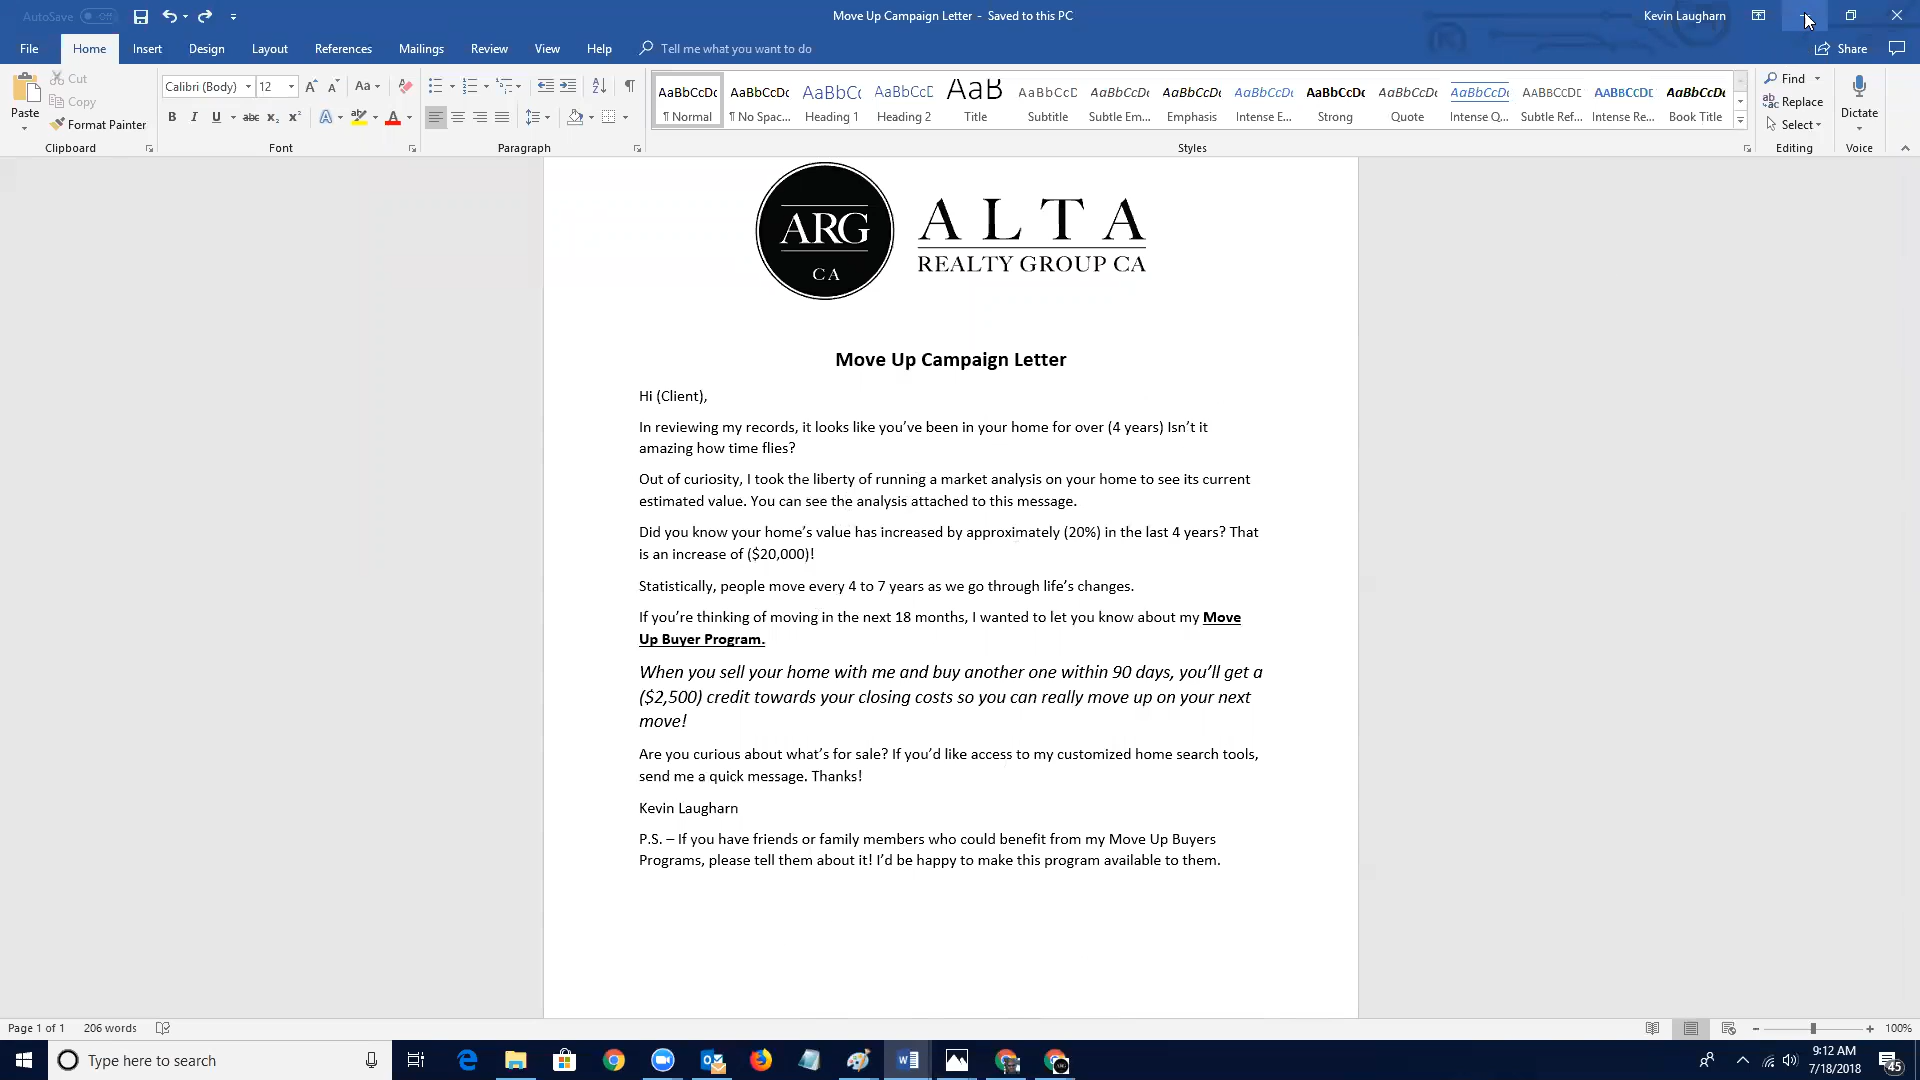 AutoSave Off
Move Up Campaign Letter - Saved to this PC
Kevin Laugharn
File Home Insert Design Layout References Mailings Review View Help Tell me what you want to do Share
Paste
Cut
Copy
Format Painter
Clipboard
Calibri (Body) 12 Aa
B I U abc x₂ x² A A
Font
Paragraph
AaBbCcDc AaBbCcDc AaBbCc AaBbCcD AaB AaBbCcD AaBbCcDc AaBbCcDc AaBbCcDc AaBbCcDc AaBbCcDc AaBbCcDc AABBCCDE AABBCCDE AaBbCcDc
¶ Normal ¶ No Spac... Heading 1 Heading 2 Title Subtitle Subtle Em... Emphasis Intense E... Strong Quote Intense Q... Subtle Ref... Intense Re... Book Title
Styles
Find
Replace
Select
Editing
Dictate
Voice
ARG
CA
ALTA
REALTY GROUP CA
Move Up Campaign Letter
Hi (Client),
In reviewing my records, it looks like you’ve been in your home for over (4 years) Isn’t it
amazing how time flies?
Out of curiosity, I took the liberty of running a market analysis on your home to see its current
estimated value. You can see the analysis attached to this message.
Did you know your home’s value has increased by approximately (20%) in the last 4 years? That
is an increase of ($20,000)!
Statistically, people move every 4 to 7 years as we go through life’s changes.
If you’re thinking of moving in the next 18 months, I wanted to let you know about my Move
Up Buyer Program.
When you sell your home with me and buy another one within 90 days, you’ll get a
($2,500) credit towards your closing costs so you can really move up on your next
move!
Are you curious about what’s for sale? If you’d like access to my customized home search tools,
send me a quick message. Thanks!
Kevin Laugharn
P.S. – If you have friends or family members who could benefit from my Move Up Buyers
Programs, please tell them about it! I’d be happy to make this program available to them.
Page 1 of 1 206 words
100%
Type here to search
9:12 AM
7/18/2018
45